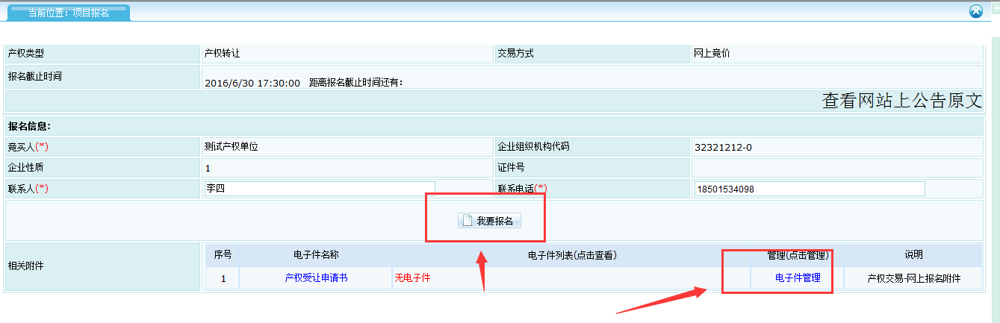 当前位置：项目报名
产权类型 产权转让 交易方式 网上竞价
报名截止时间 2016/6/30 17:30:00 距离报名截止时间还有：
查看网站上公告原文
报名信息：
竞买人(*) 测试产权单位 企业组织机构代码 32321212-0
企业性质 1 证件号
联系人(*) 李四 联系电话(*) 18501534098
我要报名
相关附件
序号 电子件名称 电子件列表(点击查看) 管理(点击管理) 说明
1 产权受让申请书 无电子件 电子件管理 产权交易-网上报名附件